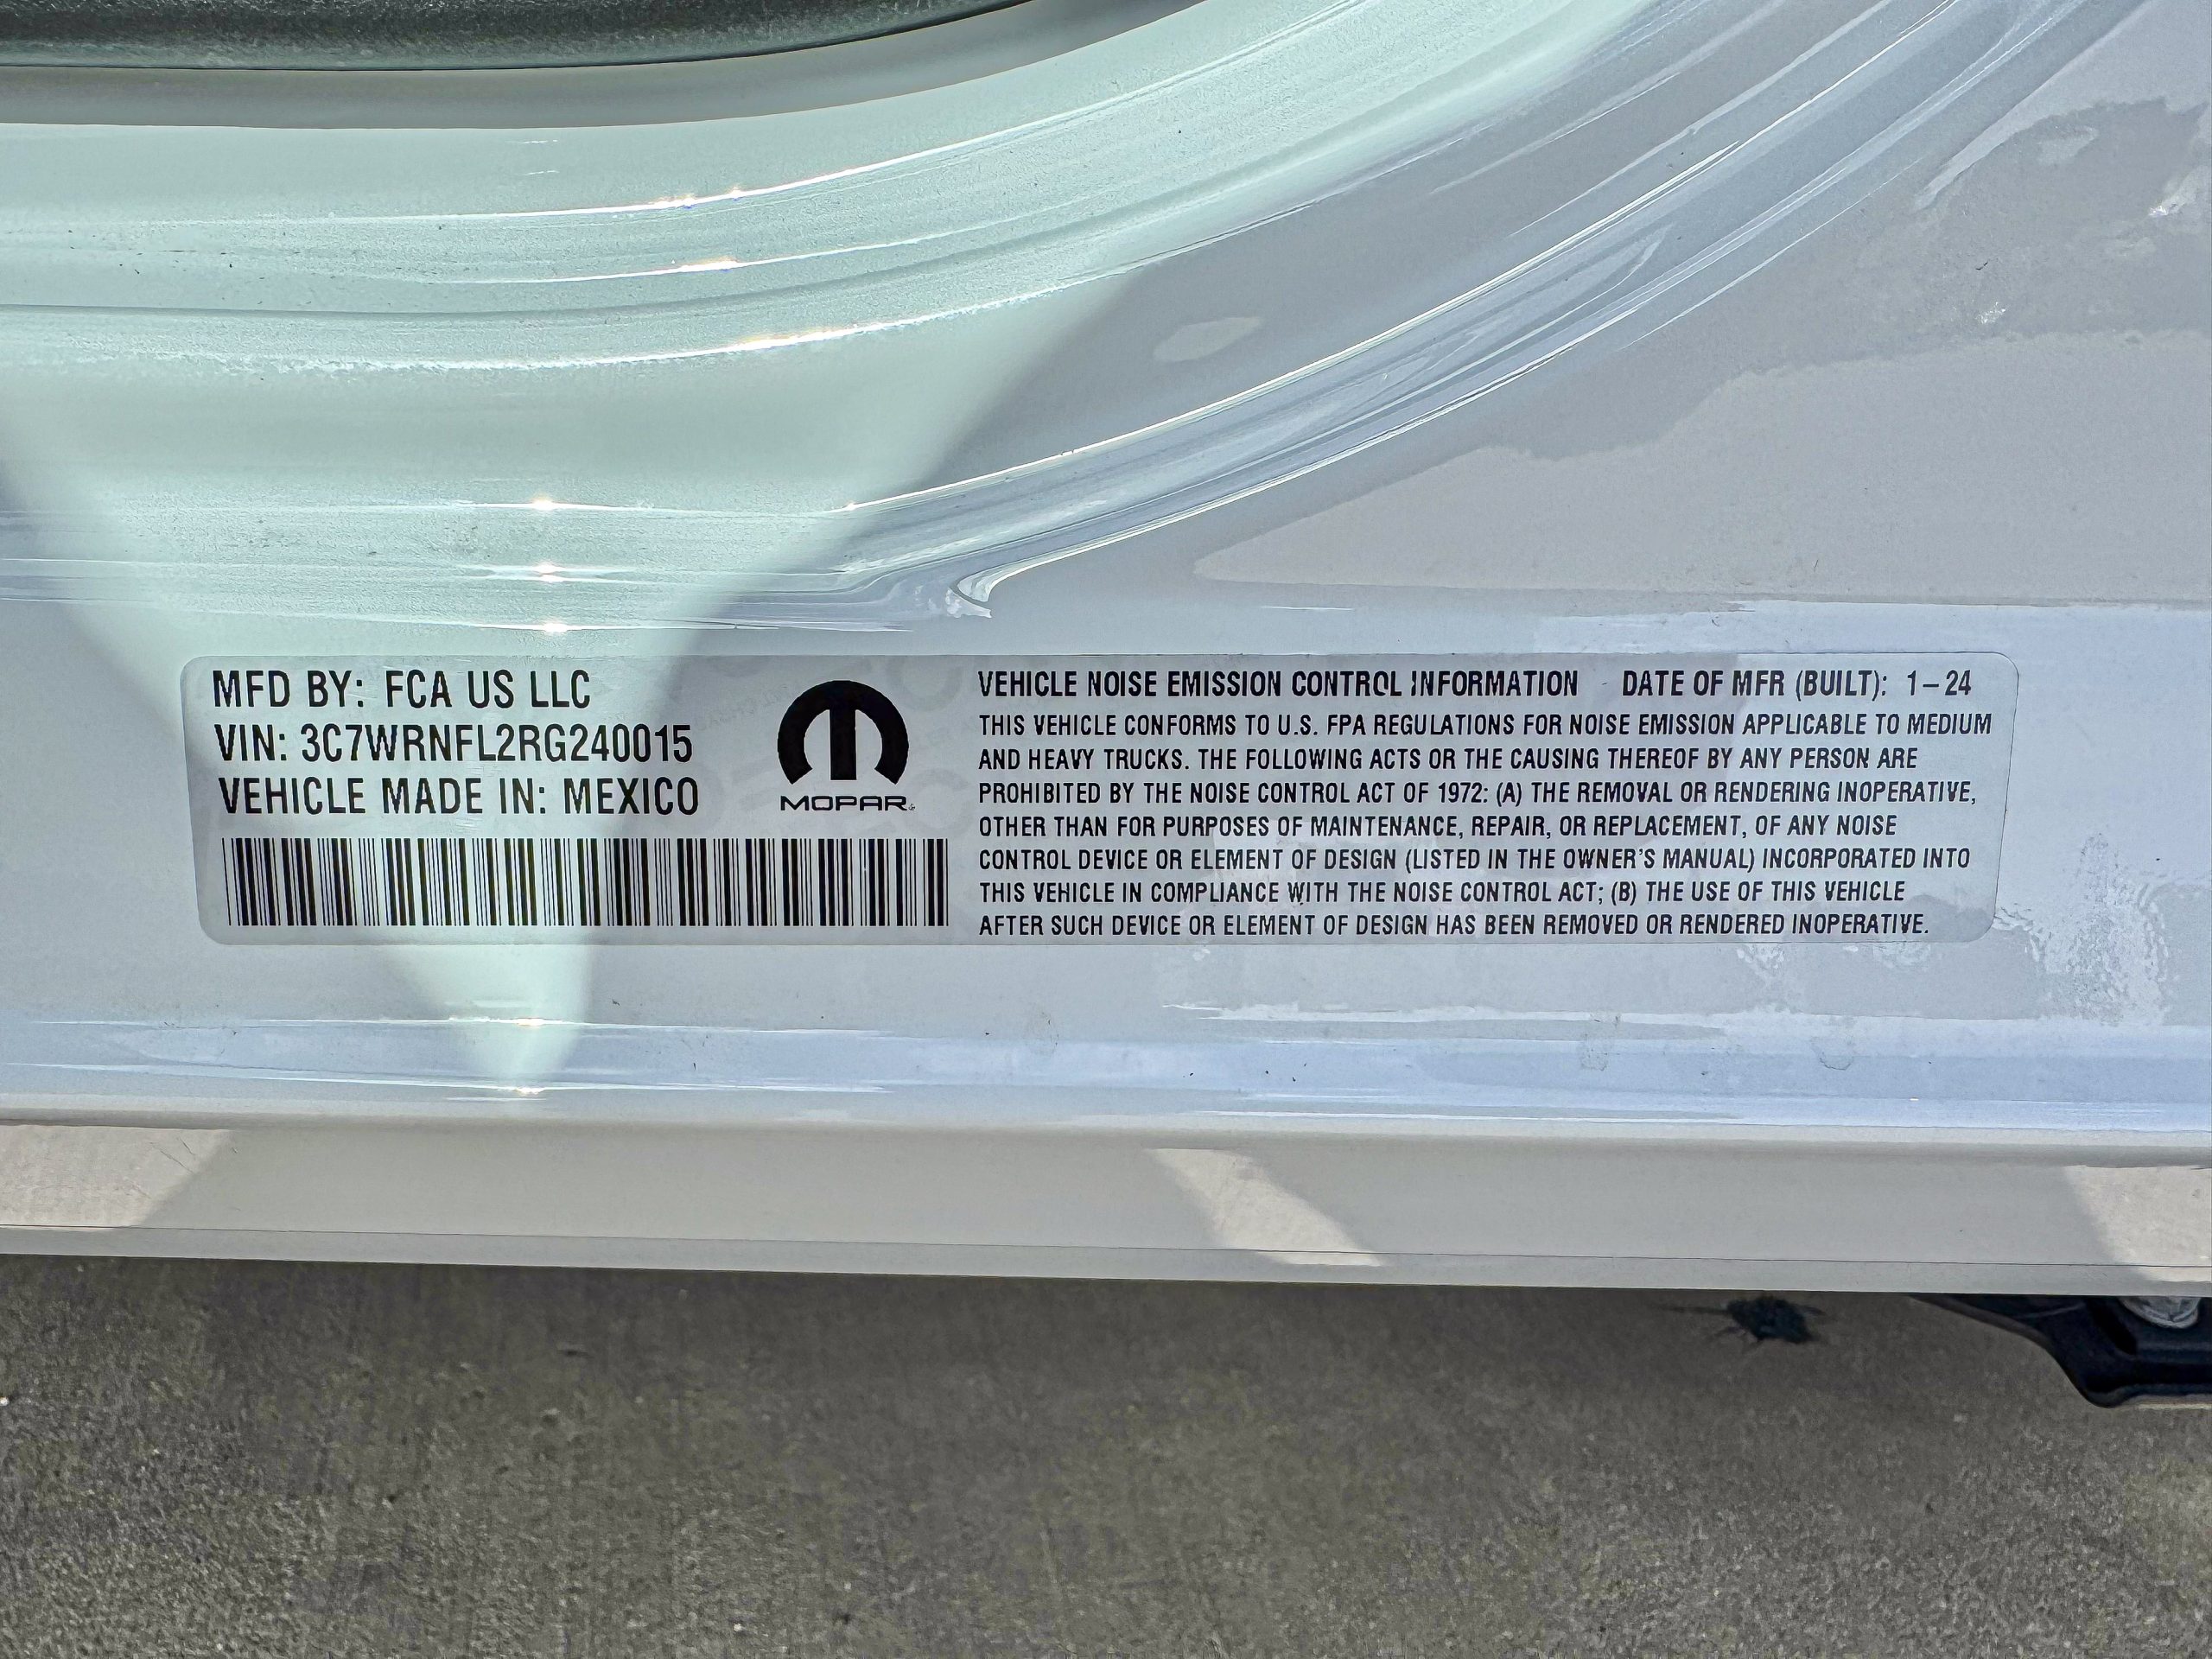 MFD BY: FCA US LLC
VIN: 3C7WRNFL2RG240015
VEHICLE MADE IN: MEXICO
MOPAR
VEHICLE NOISE EMISSION CONTROL INFORMATION DATE OF MFR (BUILT): 1-24
THIS VEHICLE CONFORMS TO U.S. FPA REGULATIONS FOR NOISE EMISSION APPLICABLE TO MEDIUM
AND HEAVY TRUCKS. THE FOLLOWING ACTS OR THE CAUSING THEREOF BY ANY PERSON ARE
PROHIBITED BY THE NOISE CONTROL ACT OF 1972: (A) THE REMOVAL OR RENDERING INOPERATIVE,
OTHER THAN FOR PURPOSES OF MAINTENANCE, REPAIR, OR REPLACEMENT, OF ANY NOISE
CONTROL DEVICE OR ELEMENT OF DESIGN (LISTED IN THE OWNER'S MANUAL) INCORPORATED INTO
THIS VEHICLE IN COMPLIANCE WITH THE NOISE CONTROL ACT; (B) THE USE OF THIS VEHICLE
AFTER SUCH DEVICE OR ELEMENT OF DESIGN HAS BEEN REMOVED OR RENDERED INOPERATIVE.